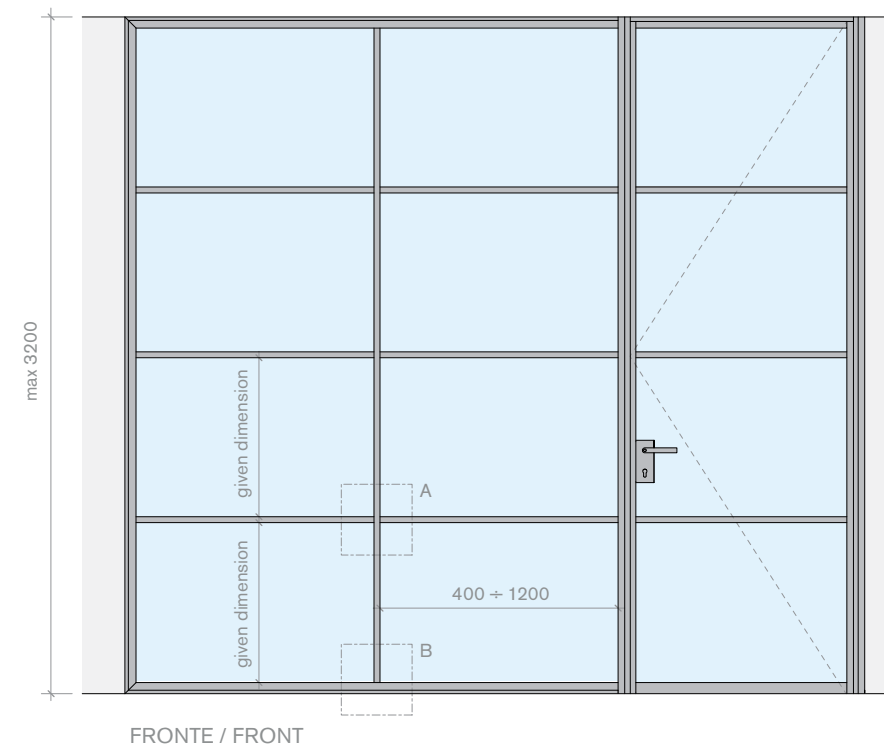 max 3200
given dimension
A
given dimension
400 ÷ 1200
B
FRONTE / FRONT